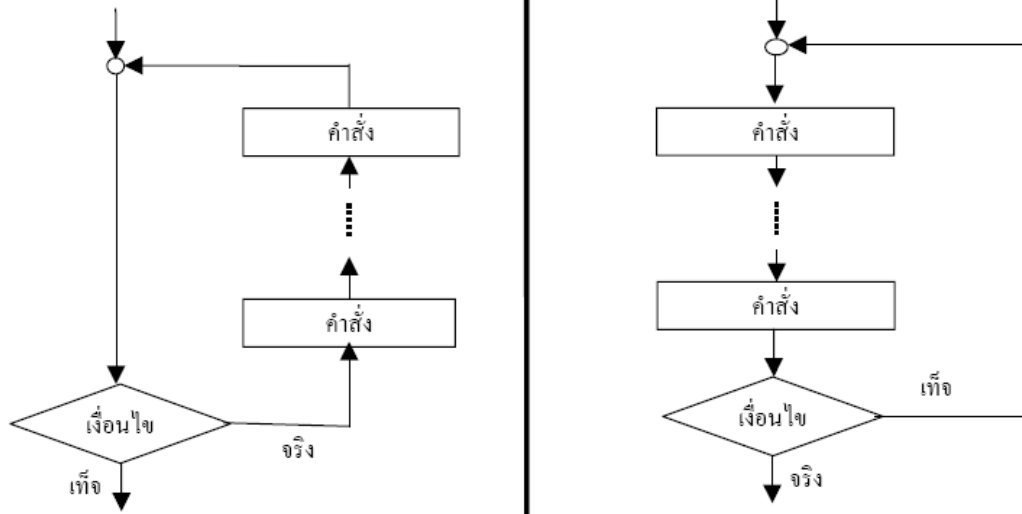 คำสั่ง
คำสั่ง
เงื่อนไข
จริง
เท็จ
คำสั่ง
คำสั่ง
เงื่อนไข
เท็จ
จริง